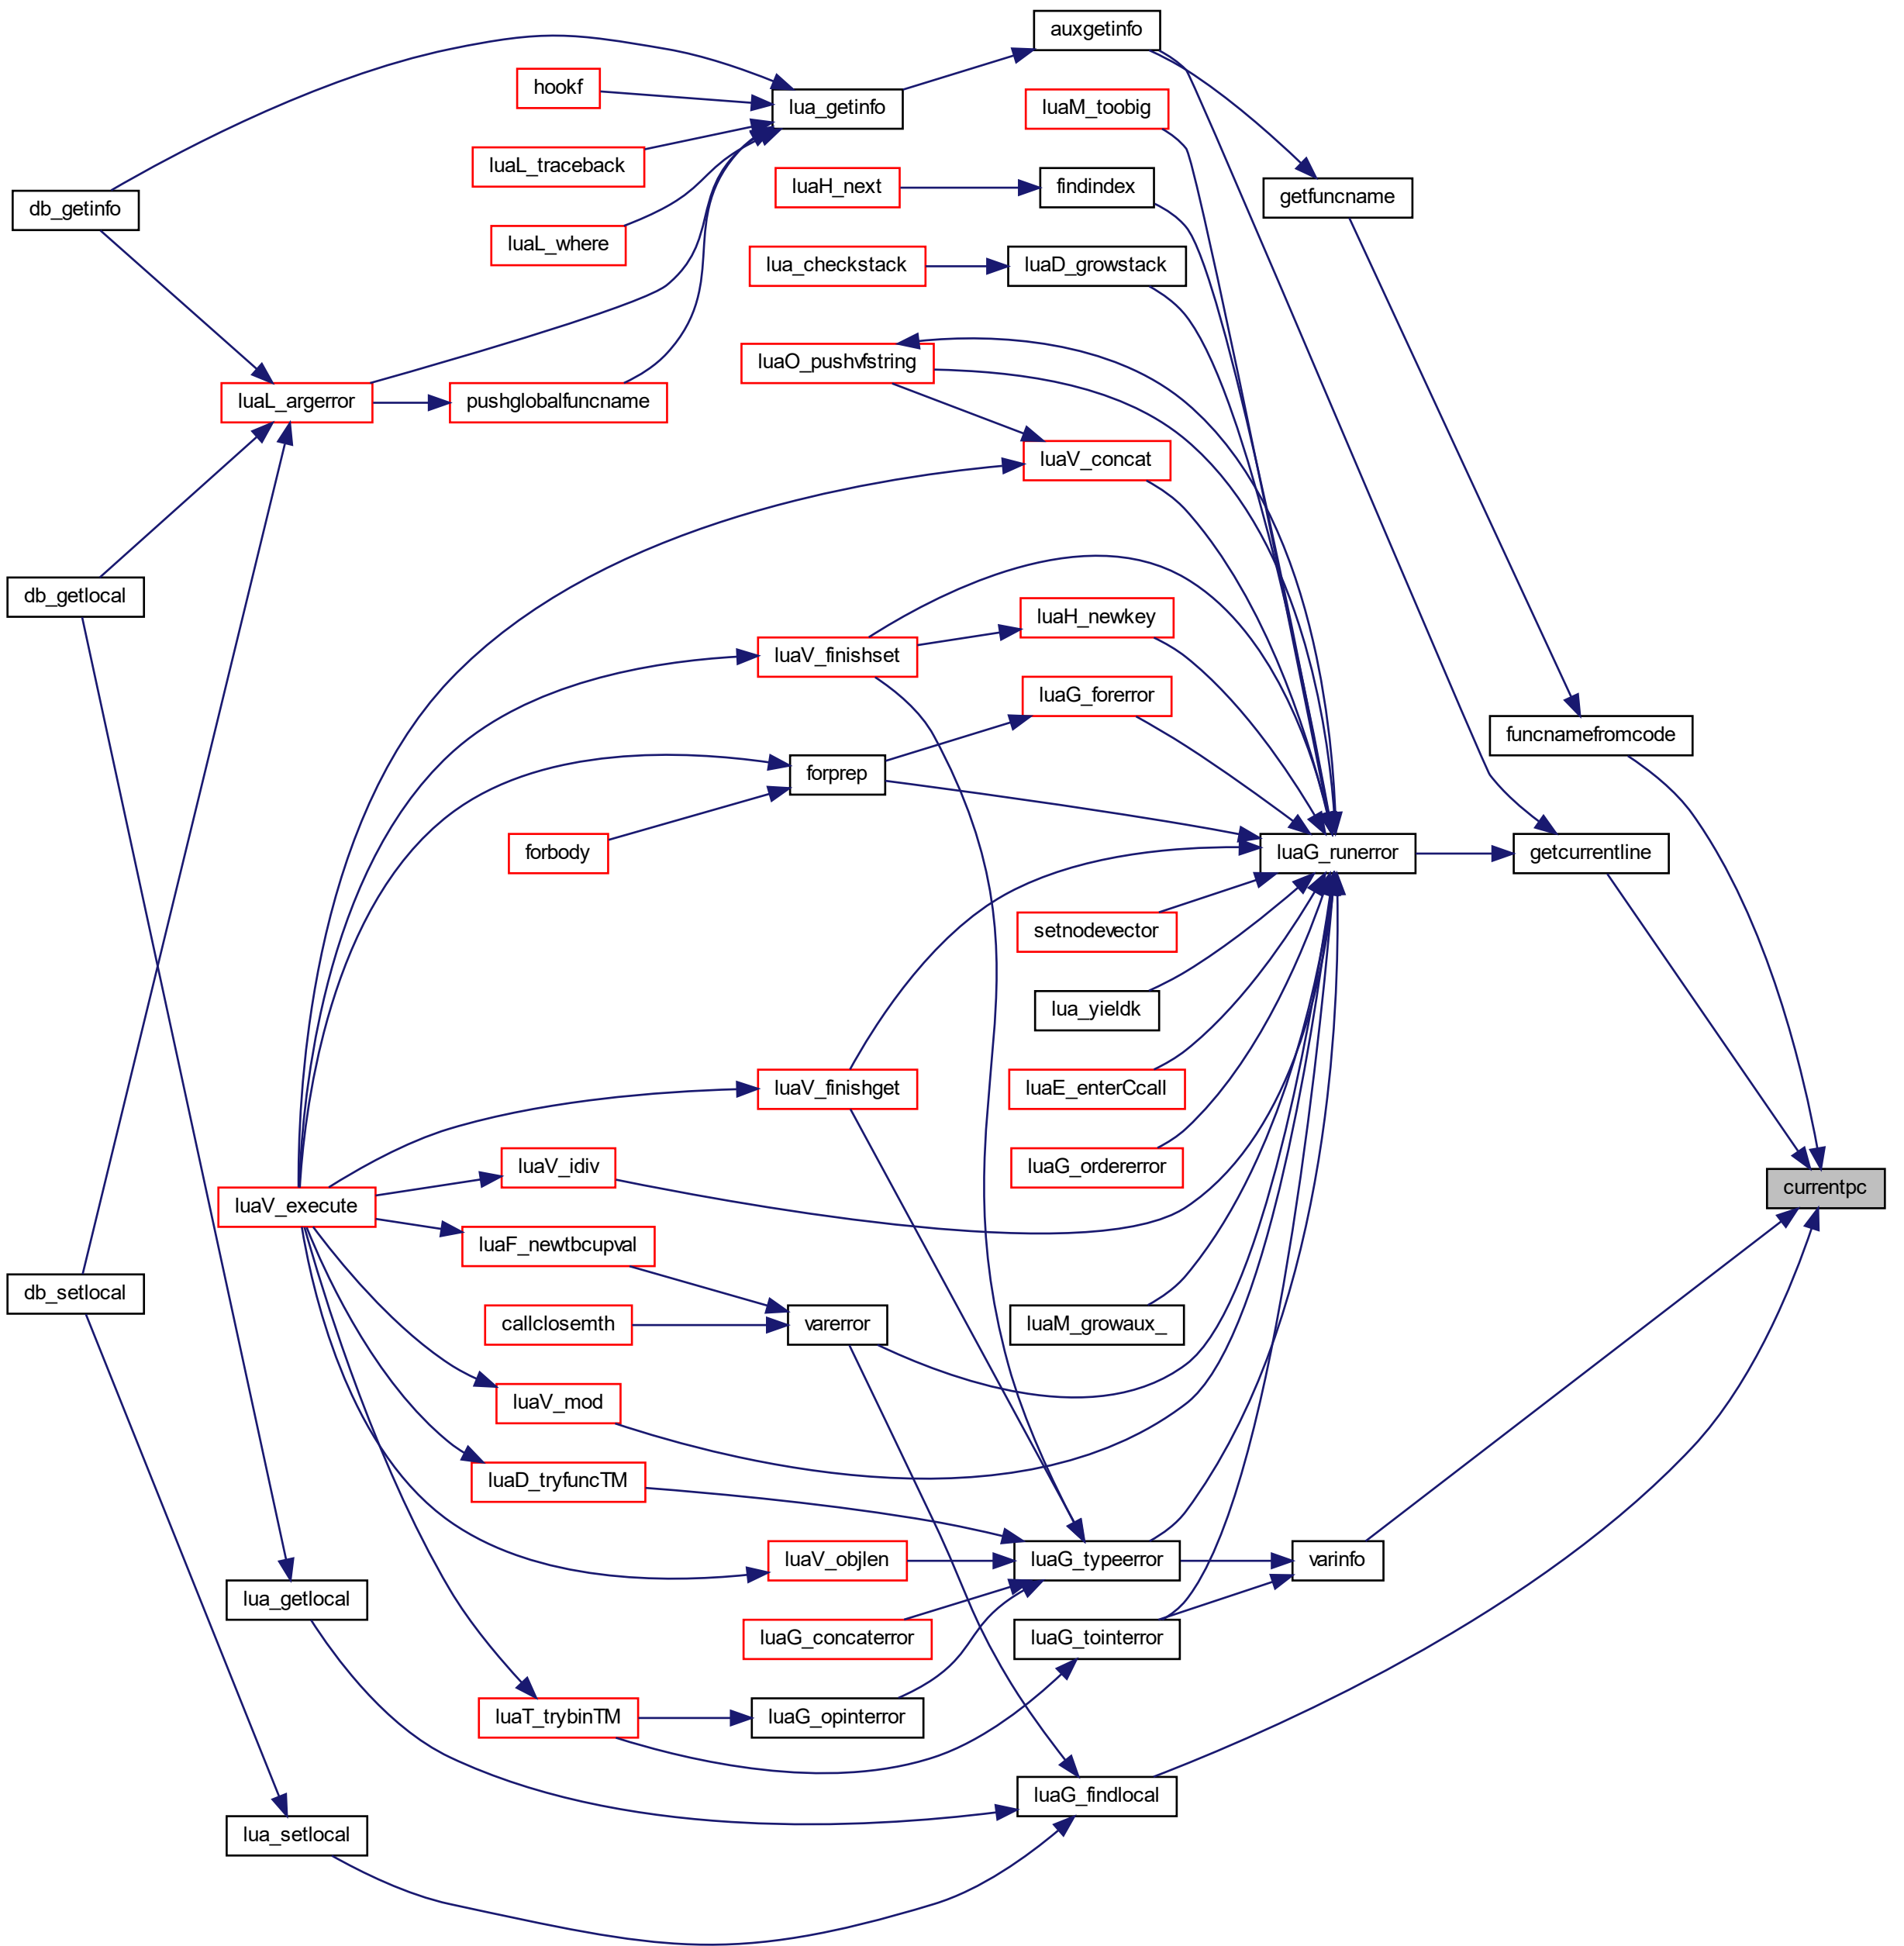 auxgetinfo
hookf
lua_getinfo
luaM_toobig
luaL_traceback
luaH_next
findindex
getfuncname
db_getinfo
luaL_where
lua_checkstack
luaD_growstack
luaO_pushvfstring
luaL_argerror
pushglobalfuncname
luaV_concat
db_getlocal
luaH_newkey
luaV_finishset
luaG_forerror
funcnamefromcode
forprep
forbody
luaG_runerror
getcurrentline
setnodevector
lua_yieldk
luaV_finishget
luaE_enterCcall
luaV_idiv
luaG_ordererror
currentpc
luaV_execute
luaF_newtbcupval
db_setlocal
callclosemth
varerror
luaM_growaux_
luaV_mod
luaD_tryfuncTM
luaV_objlen
luaG_typeerror
varinfo
lua_getlocal
luaG_concaterror
luaG_tointerror
luaT_trybinTM
luaG_opinterror
luaG_findlocal
lua_setlocal